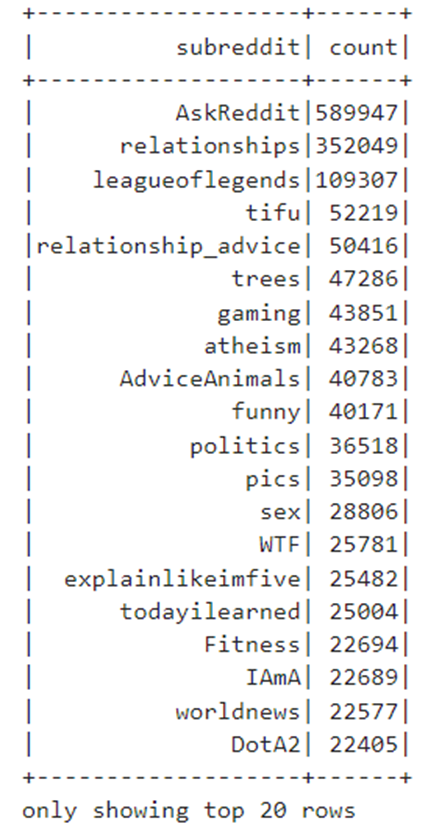 +-------------------+------+
|          subreddit| count|
+-------------------+------+
|          AskReddit|589947|
|      relationships|352049|
|    leagueoflegends|109307|
|               tifu| 52219|
|relationship_advice| 50416|
|              trees| 47286|
|             gaming| 43851|
|            atheism| 43268|
|      AdviceAnimals| 40783|
|              funny| 40171|
|           politics| 36518|
|               pics| 35098|
|                sex| 28806|
|                WTF| 25781|
|  explainlikeimfive| 25482|
|      todayilearned| 25004|
|            Fitness| 22694|
|               IAmA| 22689|
|          worldnews| 22577|
|              DotA2| 22405|
+-------------------+------+
only showing top 20 rows